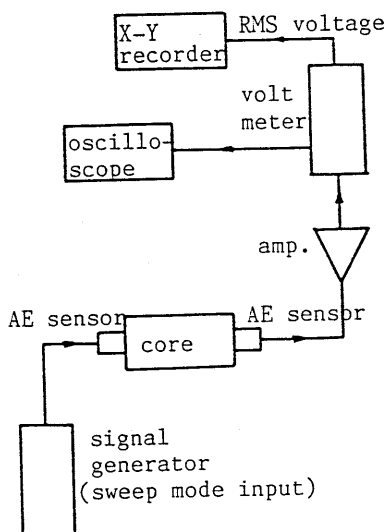 X-Y
recorder
RMS voltage
volt
meter
oscillo-
scope
amp.
AE sensor
core
AE sensor
signal
generator
(sweep mode input)